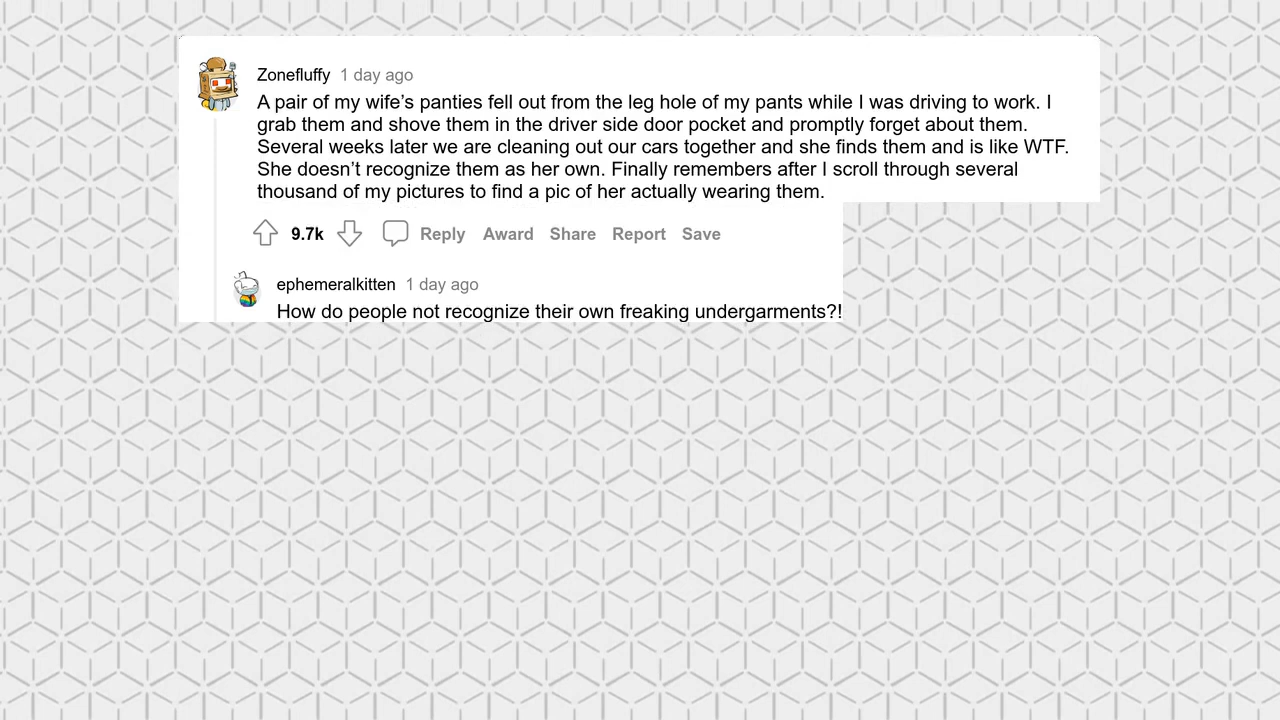 Zonefluffy 1 day ago
A pair of my wife’s panties fell out from the leg hole of my pants while I was driving to work. I
grab them and shove them in the driver side door pocket and promptly forget about them.
Several weeks later we are cleaning out our cars together and she finds them and is like WTF.
She doesn’t recognize them as her own. Finally remembers after I scroll through several
thousand of my pictures to find a pic of her actually wearing them.
9.7k Reply Award Share Report Save
ephemeralkitten 1 day ago
How do people not recognize their own freaking undergarments?!